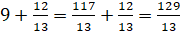 9 + 12/13 = 117/13 + 12/13 = 129/13